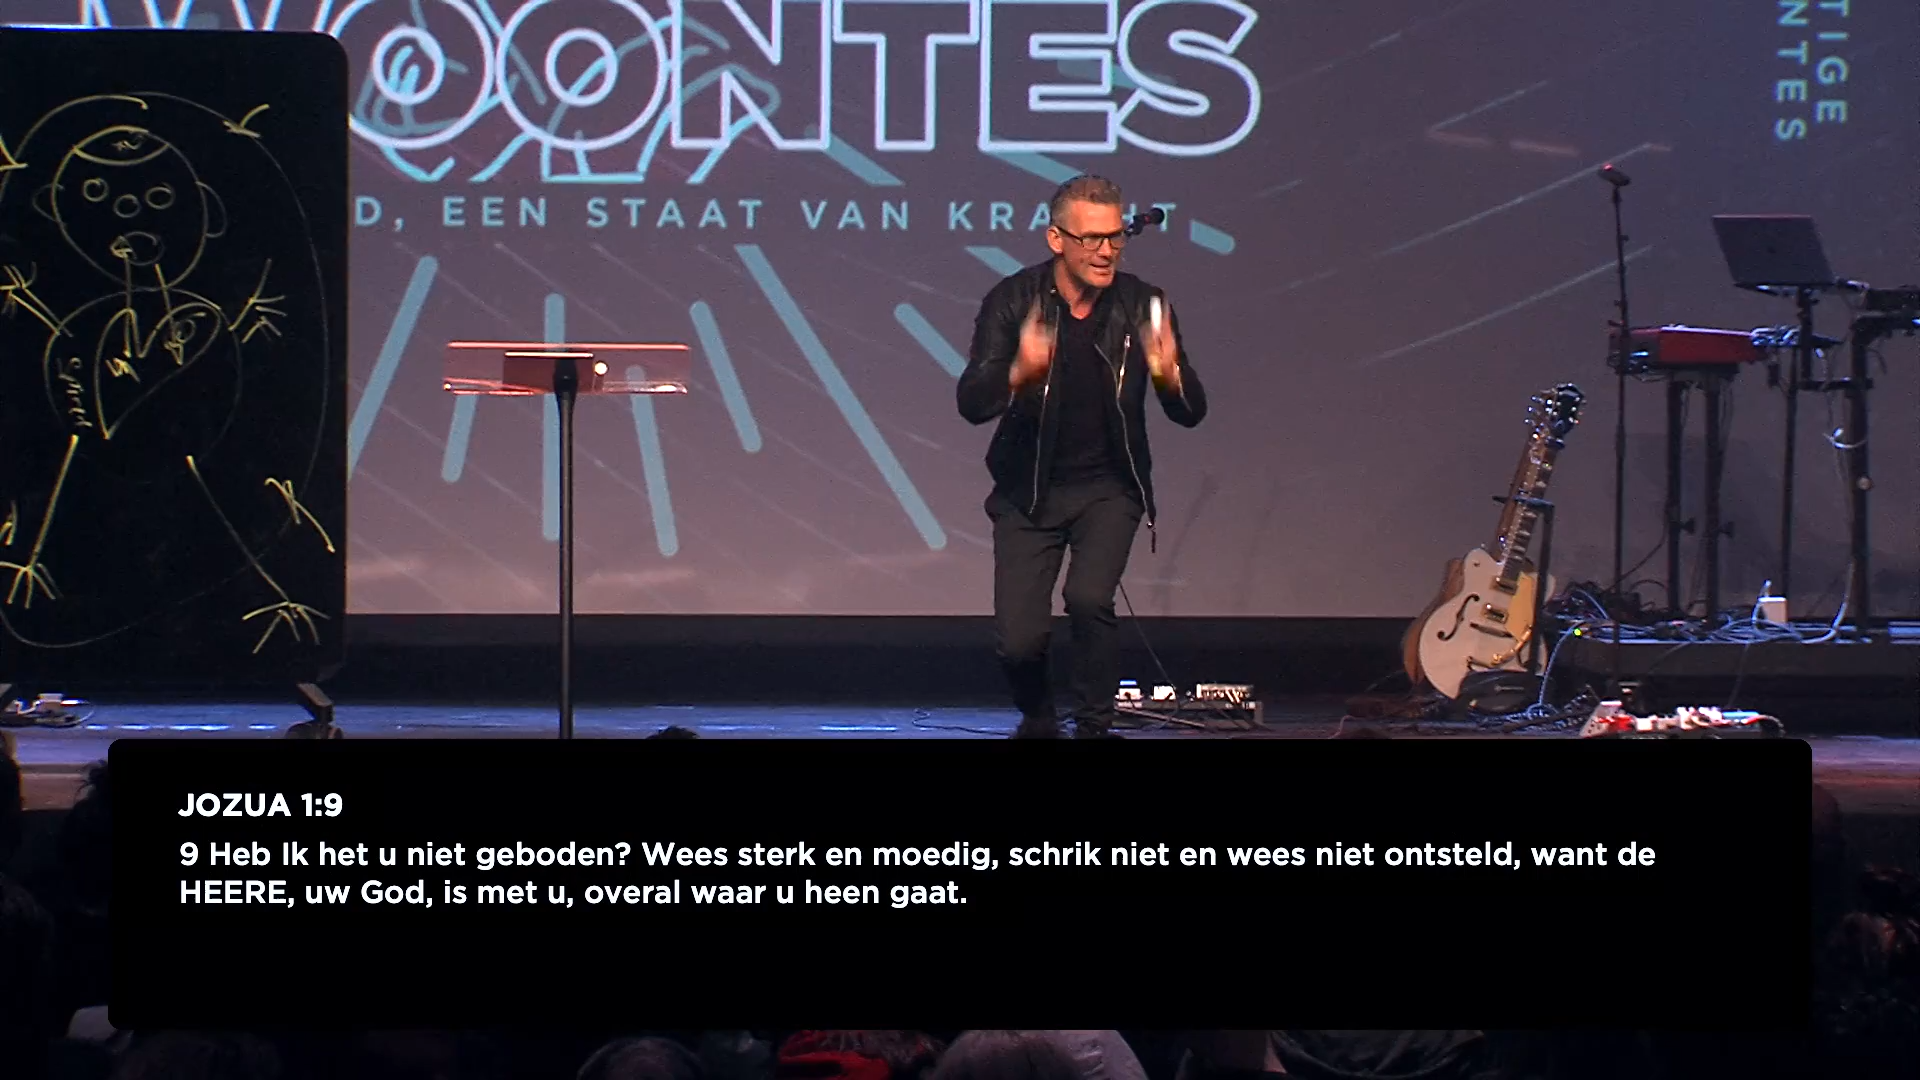 OONTES
D, EEN STAAT VAN KRACHT
TIGE
NTES
JOZUA 1:9
9 Heb Ik het u niet geboden? Wees sterk en moedig, schrik niet en wees niet ontsteld, want de
HEERE, uw God, is met u, overal waar u heen gaat.